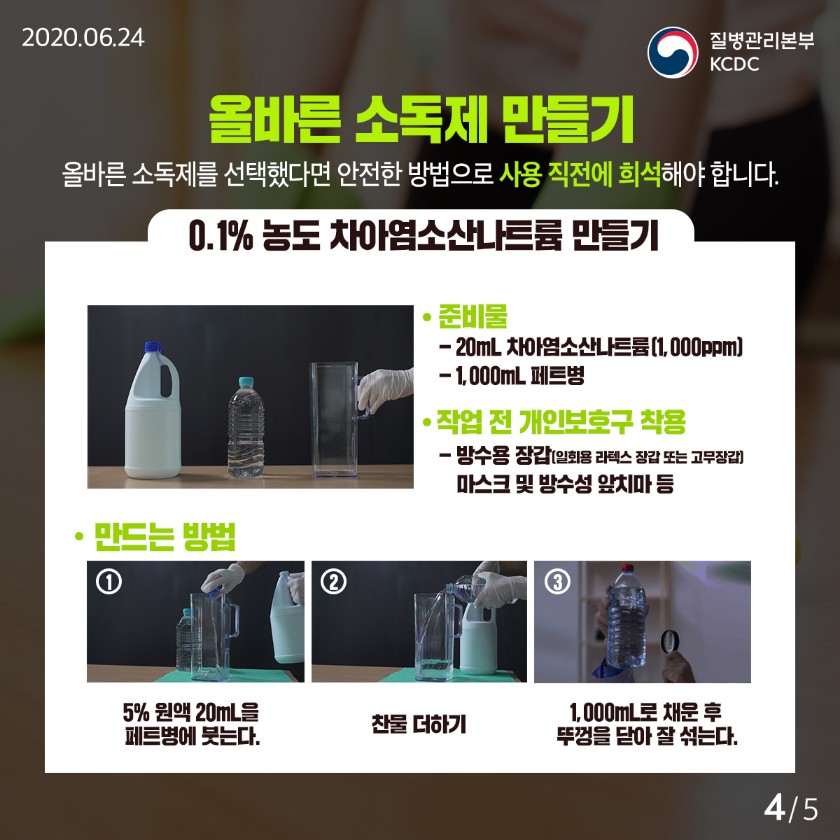 2020.06.24
질병관리본부
KCDC
올바른 소독제 만들기
올바른 소독제를 선택했다면 안전한 방법으로 사용 직전에 희석해야 합니다.
0.1% 농도 차아염소산나트륨 만들기
• 준비물
- 20mL 차아염소산나트륨(1,000ppm)
- 1,000mL 페트병
• 작업 전 개인보호구 착용
- 방수용 장갑(일회용 라텍스 장갑 또는 고무장갑)
마스크 및 방수성 앞치마 등
• 만드는 방법
①
②
③
5% 원액 20mL을
페트병에 붓는다.
찬물 더하기
1,000mL로 채운 후
뚜껑을 닫아 잘 섞는다.
4/5